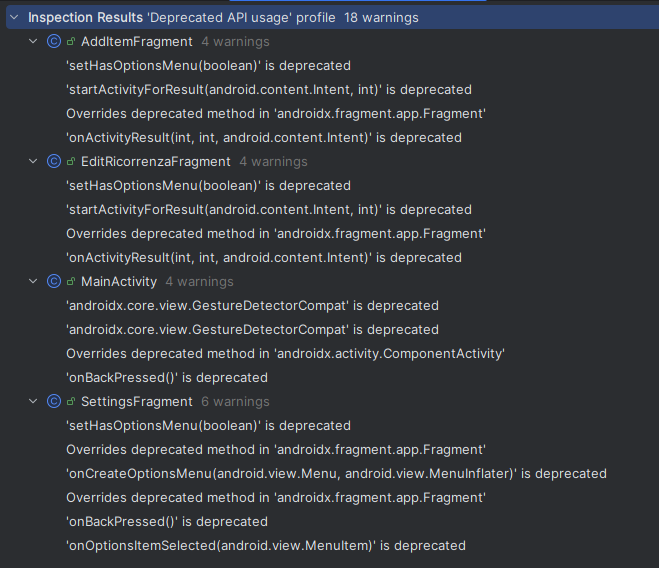 Inspection Results 'Deprecated API usage' profile 18 warnings
AddItemFragment 4 warnings
'setHasOptionsMenu(boolean)' is deprecated
'startActivityForResult(android.content.Intent, int)' is deprecated
Overrides deprecated method in 'androidx.fragment.app.Fragment'
'onActivityResult(int, int, android.content.Intent)' is deprecated
EditRicorrenzaFragment 4 warnings
'setHasOptionsMenu(boolean)' is deprecated
'startActivityForResult(android.content.Intent, int)' is deprecated
Overrides deprecated method in 'androidx.fragment.app.Fragment'
'onActivityResult(int, int, android.content.Intent)' is deprecated
MainActivity 4 warnings
'androidx.core.view.GestureDetectorCompat' is deprecated
'androidx.core.view.GestureDetectorCompat' is deprecated
Overrides deprecated method in 'androidx.activity.ComponentActivity'
'onBackPressed()' is deprecated
SettingsFragment 6 warnings
'setHasOptionsMenu(boolean)' is deprecated
Overrides deprecated method in 'androidx.fragment.app.Fragment'
'onCreateOptionsMenu(android.view.Menu, android.view.MenuInflater)' is deprecated
Overrides deprecated method in 'androidx.fragment.app.Fragment'
'onBackPressed()' is deprecated
'onOptionsItemSelected(android.view.MenuItem)' is deprecated